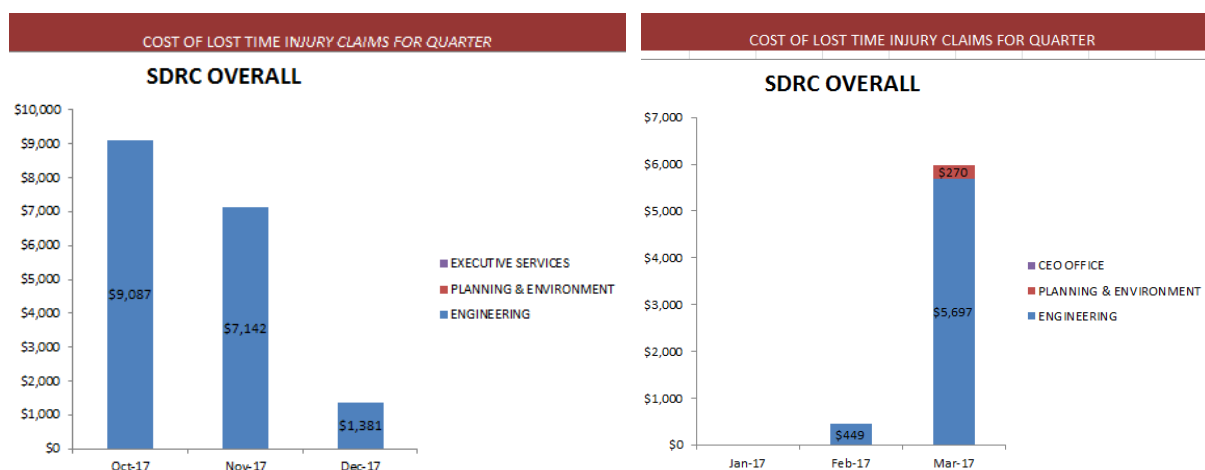 COST OF LOST TIME INJURY CLAIMS FOR QUARTER
SDRC OVERALL
$10,000
$9,000
$8,000
$7,000
$6,000
$5,000
$4,000
$3,000
$2,000
$1,000
$0
$9,087
$7,142
$1,381
Oct-17
Nov-17
Dec-17
EXECUTIVE SERVICES
PLANNING & ENVIRONMENT
ENGINEERING
COST OF LOST TIME INJURY CLAIMS FOR QUARTER
SDRC OVERALL
$7,000
$6,000
$5,000
$4,000
$3,000
$2,000
$1,000
$0
$270
$5,697
$449
Jan-17
Feb-17
Mar-17
CEO OFFICE
PLANNING & ENVIRONMENT
ENGINEERING